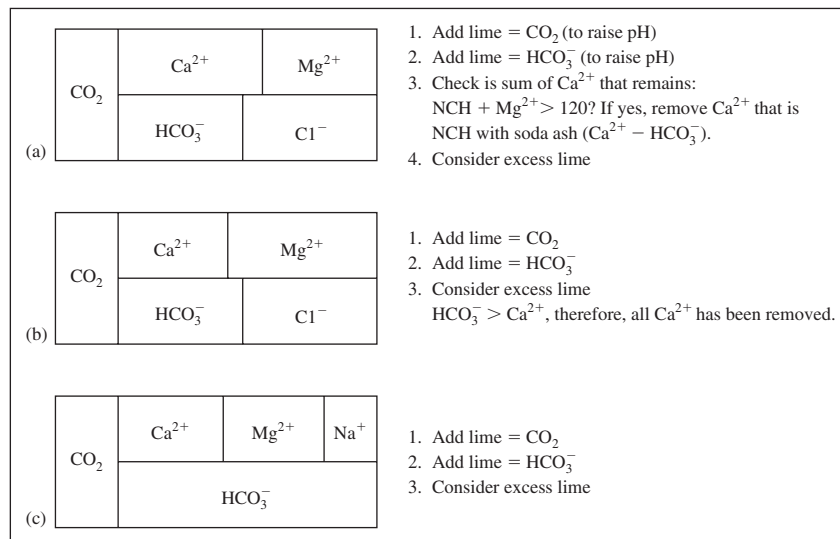 CO₂
Ca²⁺
Mg²⁺
HCO₃⁻
C1⁻
(a)
1. Add lime = CO₂ (to raise pH)
2. Add lime = HCO₃⁻ (to raise pH)
3. Check is sum of Ca²⁺ that remains:
NCH + Mg²⁺ > 120? If yes, remove Ca²⁺ that is
NCH with soda ash (Ca²⁺ − HCO₃⁻).
4. Consider excess lime
CO₂
Ca²⁺
Mg²⁺
HCO₃⁻
C1⁻
(b)
1. Add lime = CO₂
2. Add lime = HCO₃⁻
3. Consider excess lime
HCO₃⁻ > Ca²⁺, therefore, all Ca²⁺ has been removed.
CO₂
Ca²⁺
Mg²⁺
Na⁺
HCO₃⁻
(c)
1. Add lime = CO₂
2. Add lime = HCO₃⁻
3. Consider excess lime